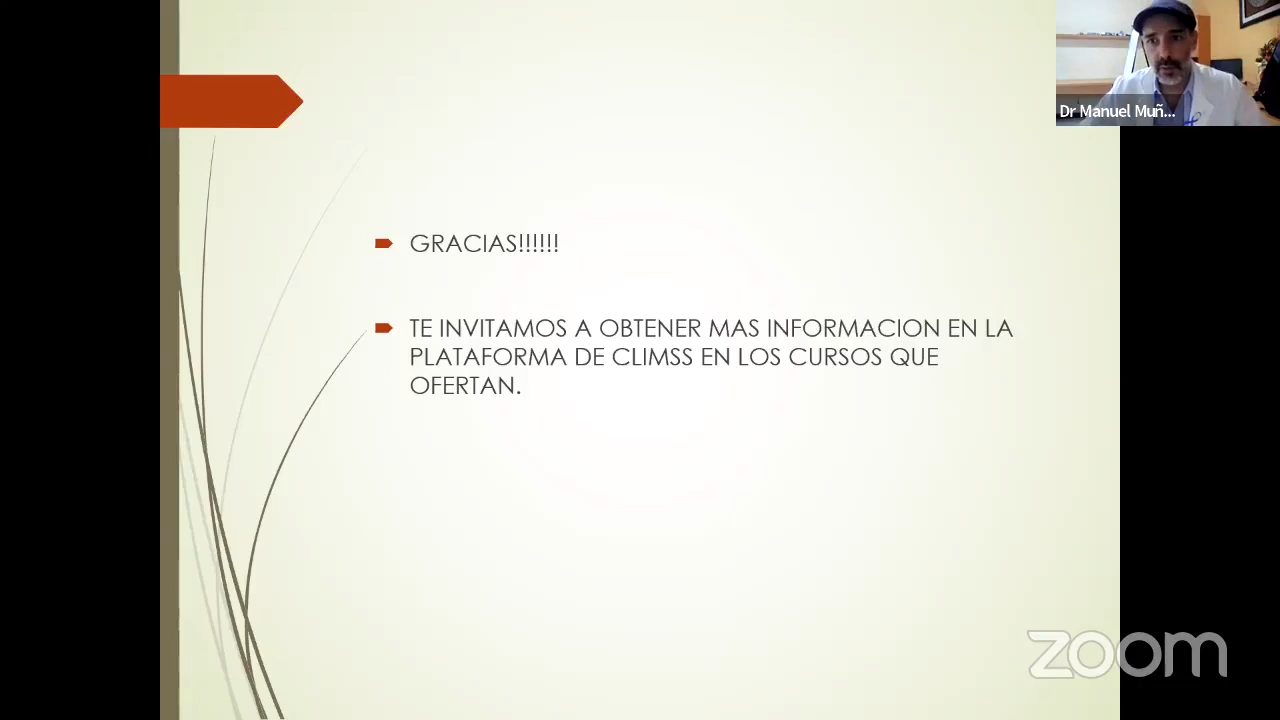 Dr Manuel Muñ...
GRACIAS!!!!!!
TE INVITAMOS A OBTENER MAS INFORMACION EN LA
PLATAFORMA DE CLIMSS EN LOS CURSOS QUE
OFERTAN.
zoom